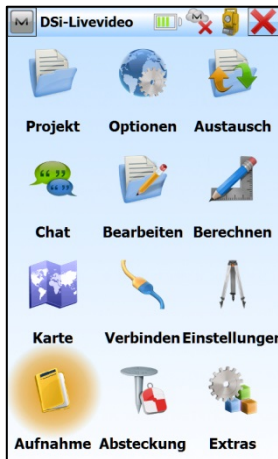 DSi-Livevideo
Projekt Optionen Austausch
Chat Bearbeiten Berechnen
Karte Verbinden Einstellungen
Aufnahme Absteckung Extras